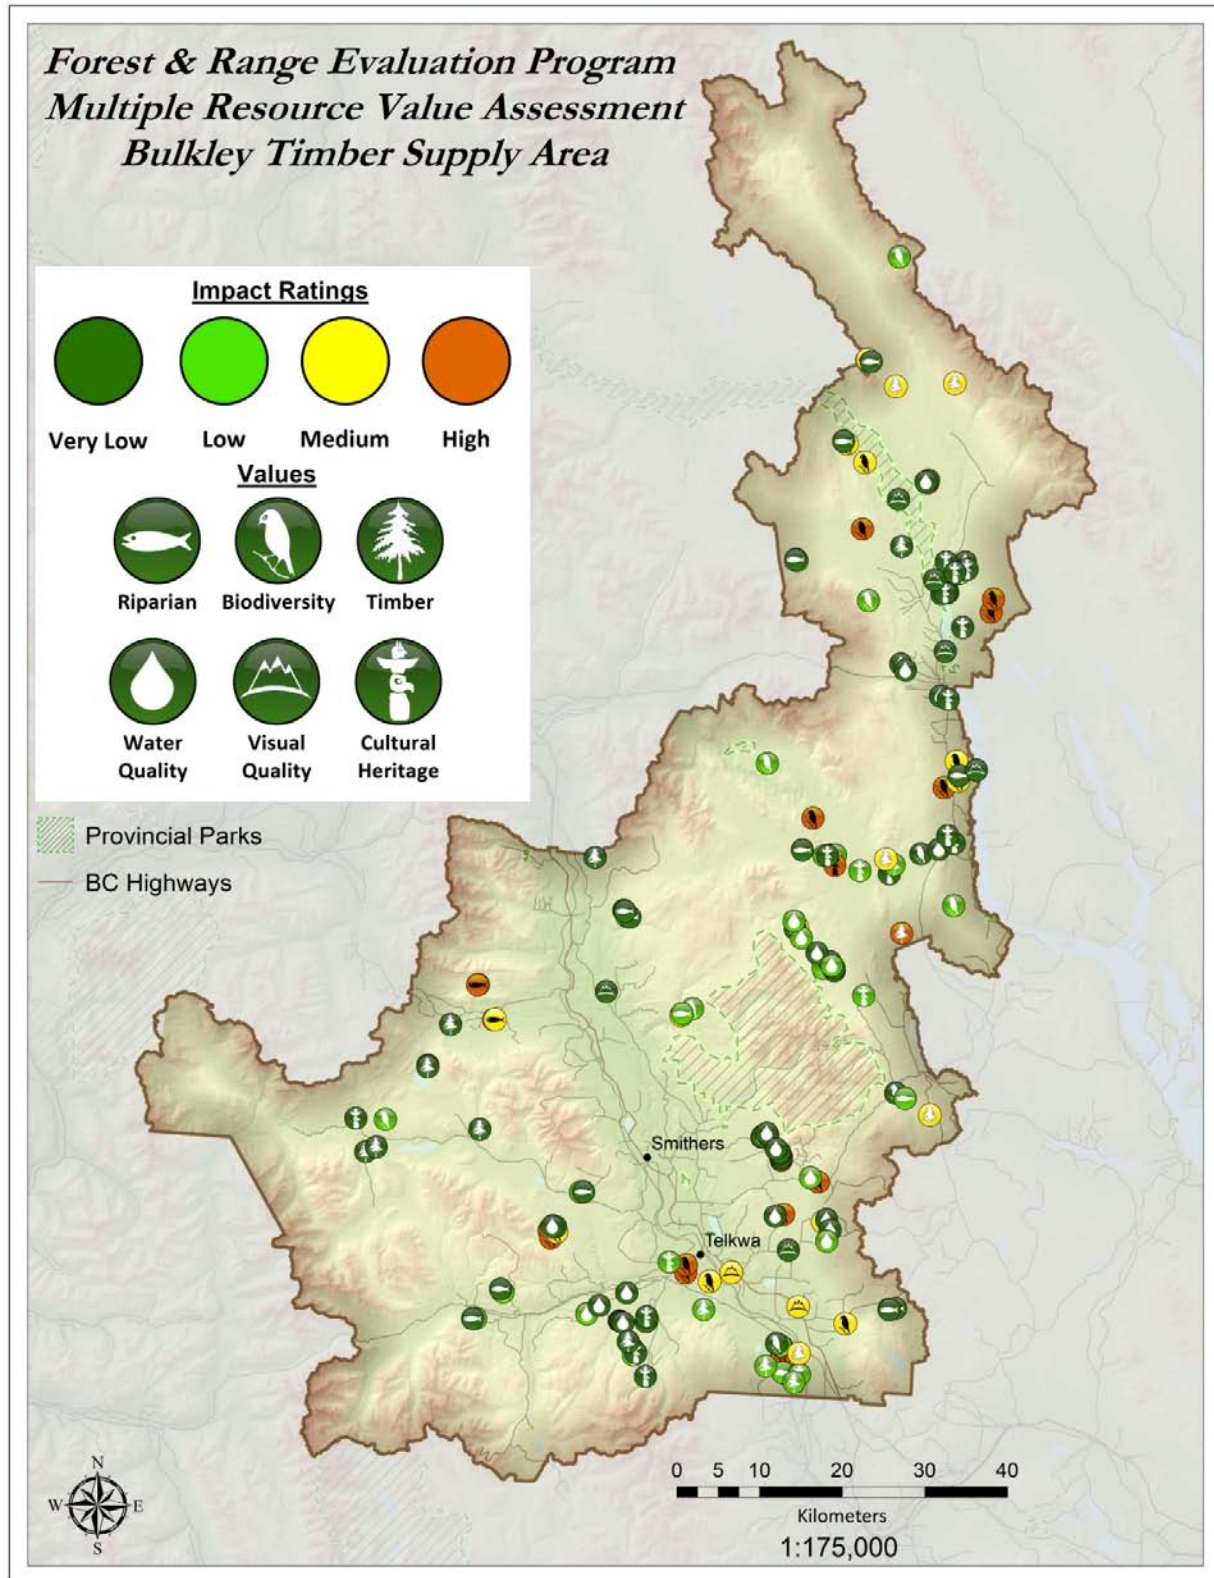 Forest & Range Evaluation Program
Multiple Resource Value Assessment
Bulkley Timber Supply Area
Impact Ratings
Very Low Low Medium High
Values
Riparian Biodiversity Timber
Water Quality
Visual Quality
Cultural Heritage
Provincial Parks
BC Highways
Smithers
Telkwa
N
W E
S
0 5 10 20 30 40
Kilometers
1:175,000